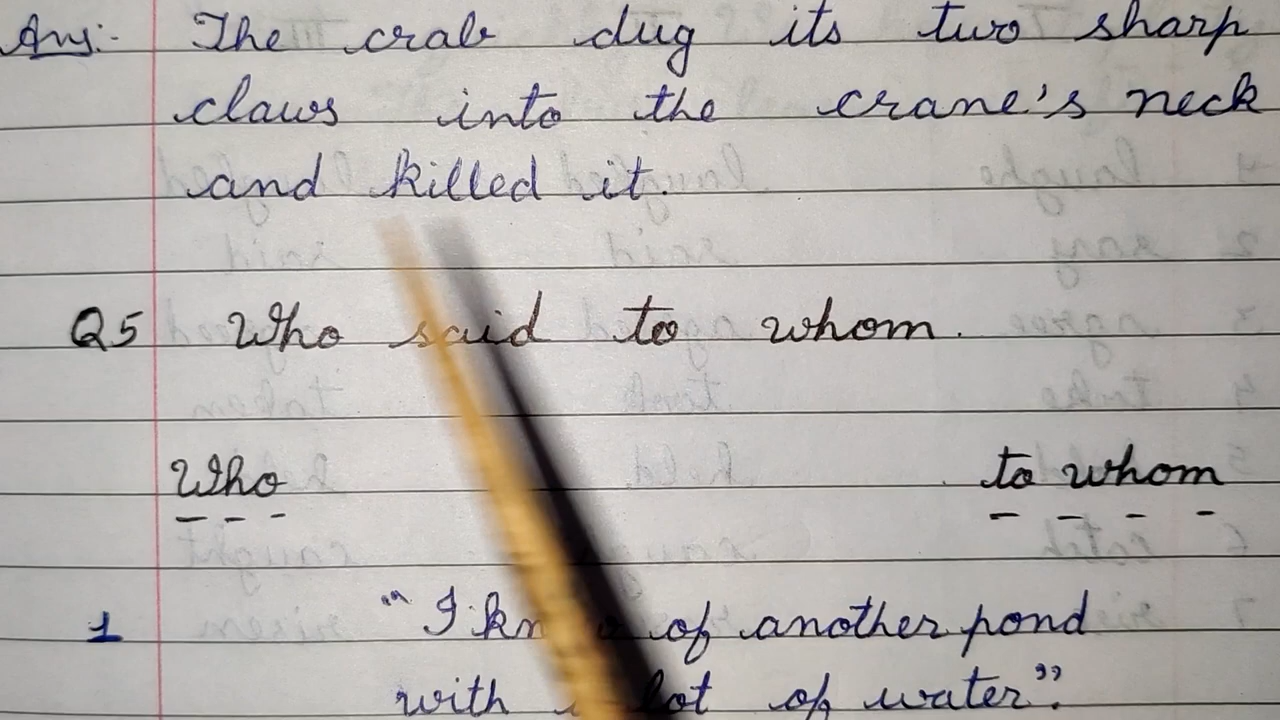 Ans:- The crab dug its two sharp
claws into the crane's neck
and killed it.
Q5 Who said to whom.
Who to whom
1 "I of another pond
with lot of water".